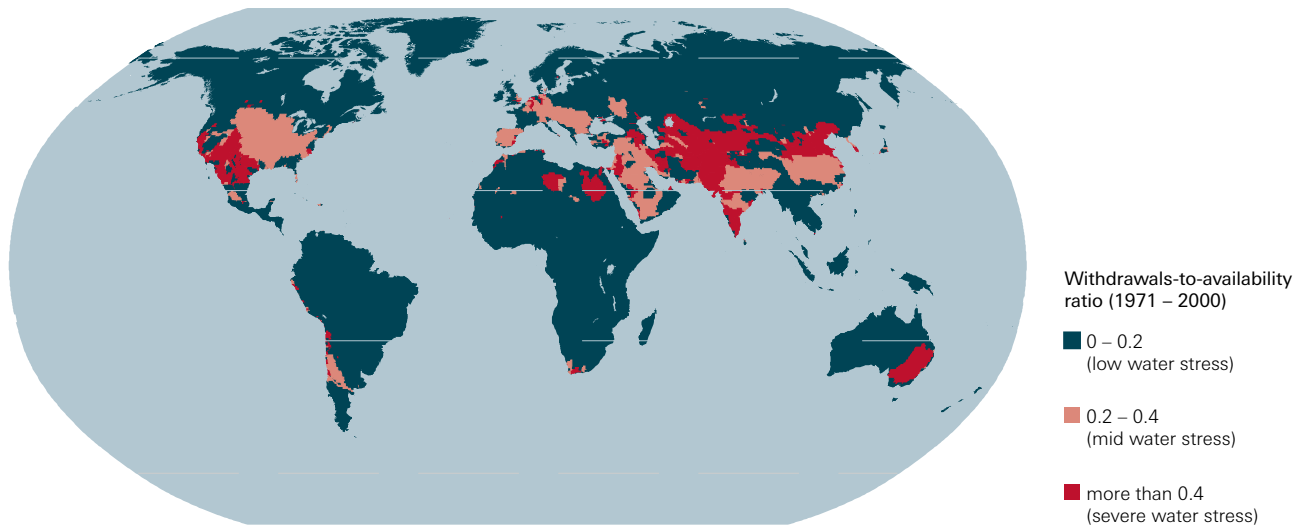 Withdrawals-to-availability
ratio (1971 – 2000)
0 – 0.2
(low water stress)
0.2 – 0.4
(mid water stress)
more than 0.4
(severe water stress)